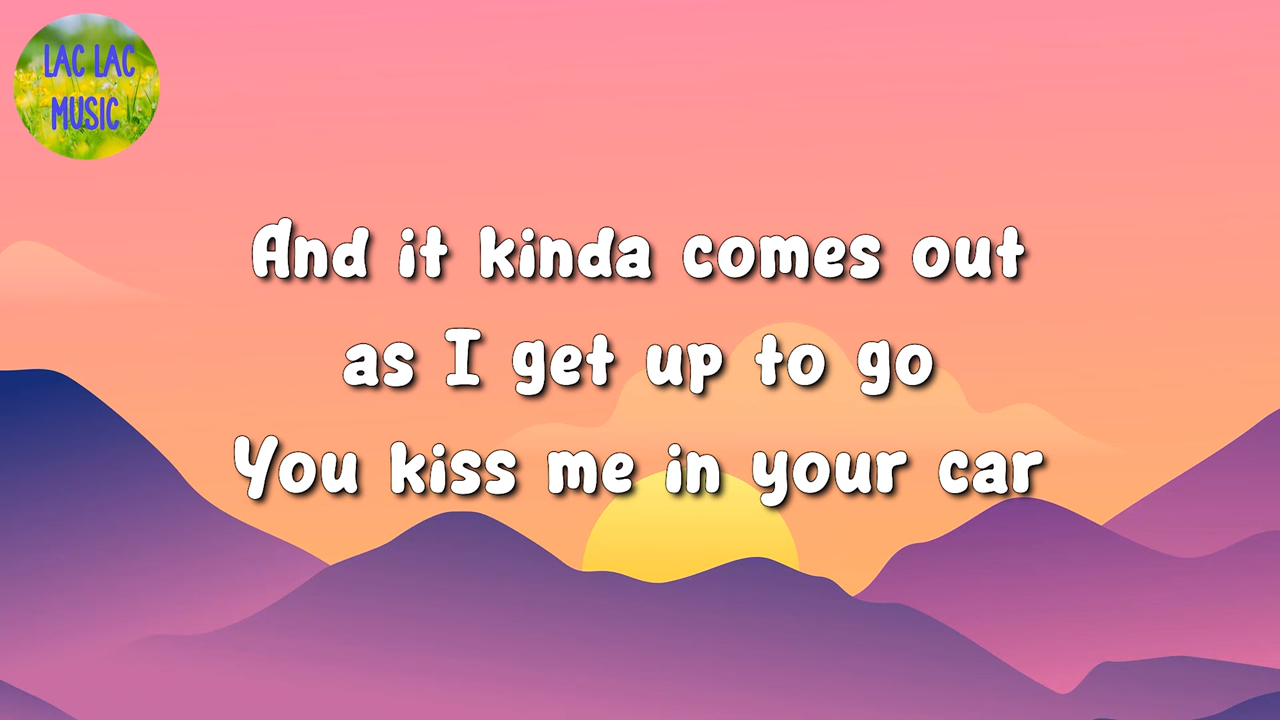 LAC LAC
MUSIC
And it kinda comes out
as I get up to go
You kiss me in your car